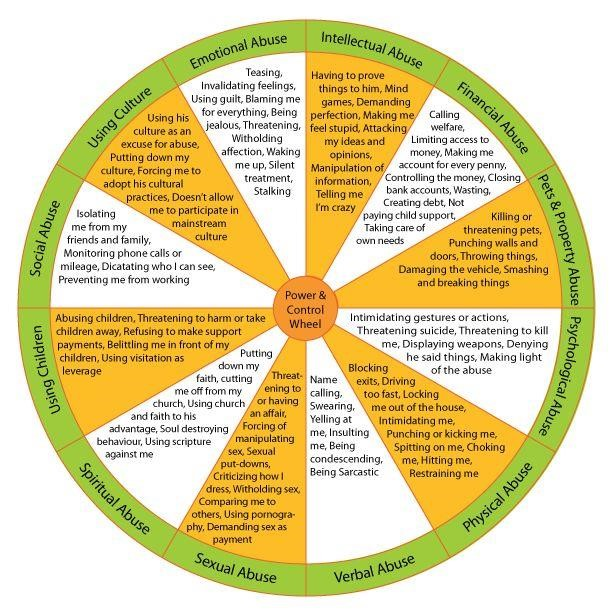 Emotional Abuse
Teasing,
Invalidating feelings,
Using guilt, Blaming me
for everything, Being
jealous, Threatening,
Withholding
affection, Waking
me up, Silent
treatment,
Stalking
Intellectual Abuse
Having to prove
things to him, Mind
games, Demanding
perfection, Making me
feel stupid, Attacking
my ideas and
opinions,
Manipulation of
information,
Telling me
I'm crazy
Financial Abuse
Calling
welfare,
Limiting access to
money, Making me
account for every penny,
Controlling the money, Closing
bank accounts, Wasting,
Creating debt, Not
paying child support,
Taking care of
own needs
Pets & Property Abuse
Killing or
threatening pets,
Punching walls and
doors, Throwing things,
Damaging the vehicle, Smashing
and breaking things
Psychological Abuse
Intimidating gestures or actions,
Threatening suicide, Threatening to kill
me, Displaying weapons, Denying
he said things, Making light
of the abuse
Physical Abuse
Blocking
exits, Driving
too fast, Locking
me out of the house,
Intimidating me,
Punching or kicking me,
Spitting on me, Choking
me, Hitting me,
Restraining me
Verbal Abuse
Name
calling,
Swearing,
Yelling at
me, Insulting
me, Being
condescending,
Being Sarcastic
Sexual Abuse
Threat-
ening to
or having
an affair,
Forcing of
manipulating
sex, Sexual
put-downs,
Criticizing how I
dress, Witholding sex,
Comparing me to
others, Using pornogra-
phy, Demanding sex as
payment
Spiritual Abuse
Putting
down my
faith, cutting
me off from my
church, Using church
and faith to his
advantage, Soul destroying
behaviour, Using scripture
against me
Using Children
Abusing children, Threatening to harm or take
children away, Refusing to make support
payments, Belittling me in front of my
children, Using visitation as
leverage
Social Abuse
Isolating
me from my
friends and family,
Monitoring phone calls or
mileage, Dicatating who I can see,
Preventing me from working
Using Culture
Using his
culture as an
excuse for abuse,
Putting down my
culture, Forcing me to
adopt his cultural
practices, Doesn't allow
me to participate in
mainstream
culture
Power &
Control
Wheel